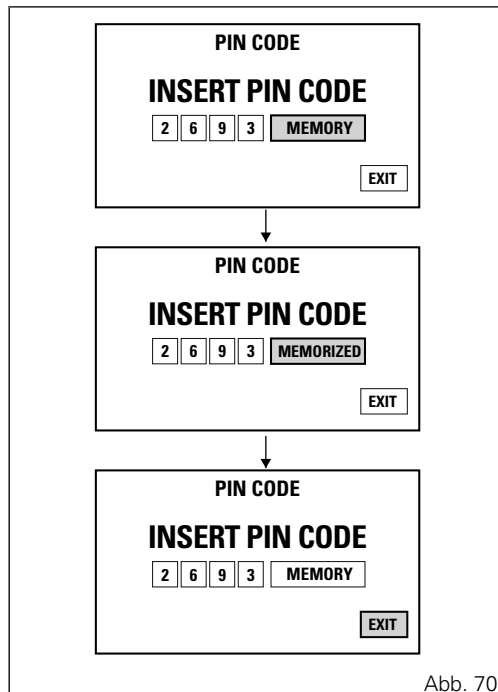 PIN CODE
INSERT PIN CODE
2 6 9 3 MEMORY
EXIT
PIN CODE
INSERT PIN CODE
2 6 9 3 MEMORIZED
EXIT
PIN CODE
INSERT PIN CODE
2 6 9 3 MEMORY
EXIT
Abb. 70